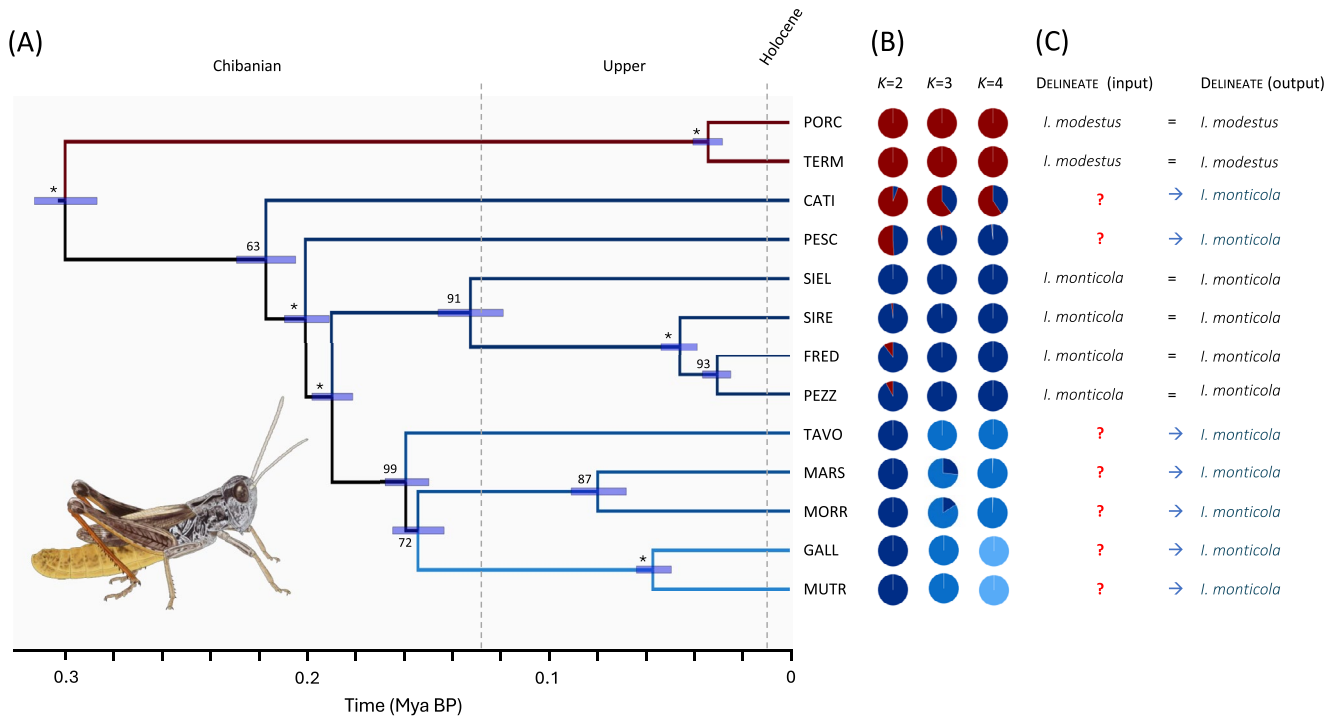 (A)
Chibanian
Upper
Holocene
(B)
K=2 K=3 K=4
(C)
DELINEATE (input) DELINEATE (output)
PORC I. modestus = I. modestus
* TERM I. modestus = I. modestus
* CATI ? → I. monticola
63 PESC ? → I. monticola
SIEL I. monticola = I. monticola
* 91 SIRE I. monticola = I. monticola
* FRED I. monticola = I. monticola
93
* PEZZ I. monticola = I. monticola
TAVO ? → I. monticola
99 87 MARS ? → I. monticola
MORR ? → I. monticola
72 * GALL ? → I. monticola
MUTR ? → I. monticola
0.3 0.2 0.1 0
Time (Mya BP)